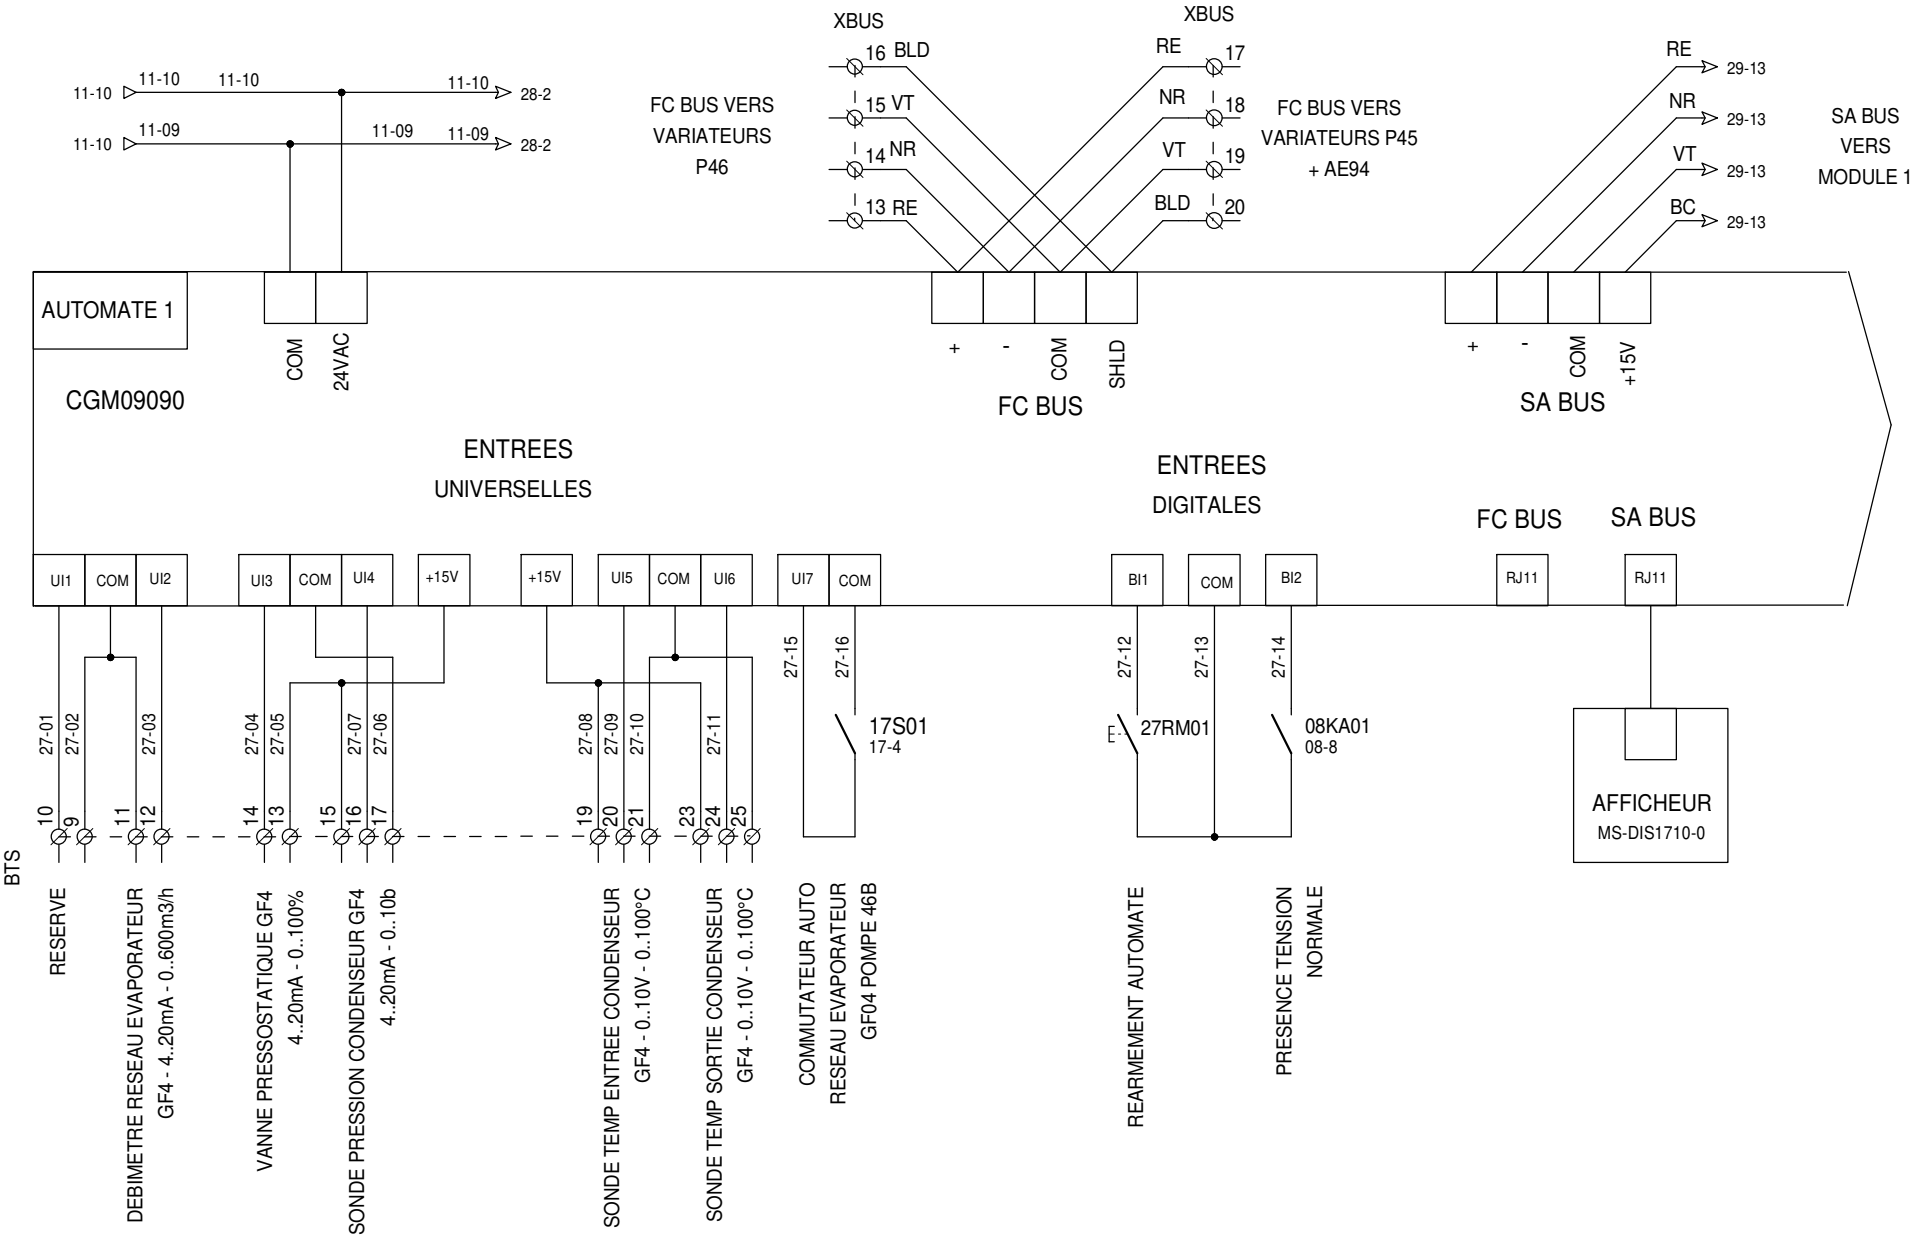 XBUS
XBUS
16 BLD
15 VT
14 NR
13 RE
RE 17
NR 18
VT 19
BLD 20
RE 29-13
NR 29-13
VT 29-13
BC 29-13
11-10 11-10 11-10 11-10 28-2
11-10 11-09 11-09 11-09 28-2
FC BUS VERS
VARIATEURS
P46
FC BUS VERS
VARIATEURS P45
+ AE94
SA BUS
VERS
MODULE 1
AUTOMATE 1
COM
24VAC
+
-
COM
SHLD
+
-
COM
+15V
CGM09090
FC BUS
SA BUS
ENTREES
UNIVERSELLES
ENTREES
DIGITALES
FC BUS
SA BUS
UI1
COM
UI2
UI3
COM
UI4
+15V
+15V
UI5
COM
UI6
UI7
COM
BI1
COM
BI2
RJ11
RJ11
27-01
27-02
27-03
27-04
27-05
27-07
27-06
27-08
27-09
27-10
27-11
27-15
27-16
27-12
27-13
27-14
17S01
17-4
27RM01
08KA01
08-8
10
9
11
12
14
13
15
16
17
19
20
21
23
24
25
AFFICHEUR
MS-DIS1710-0
BTS
RESERVE
DEBIMETRE RESEAU EVAPORATEUR
GF4 - 4..20mA - 0..600m3/h
VANNE PRESSOSTATIQUE GF4
4..20mA - 0..100%
SONDE PRESSION CONDENSEUR GF4
4..20mA - 0..10b
SONDE TEMP ENTREE CONDENSEUR
GF4 - 0..10V - 0..100°C
SONDE TEMP SORTIE CONDENSEUR
GF4 - 0..10V - 0..100°C
COMMUTATEUR AUTO
RESEAU EVAPORATEUR
GF04 POMPE 46B
REARMEMENT AUTOMATE
PRESENCE TENSION
NORMALE